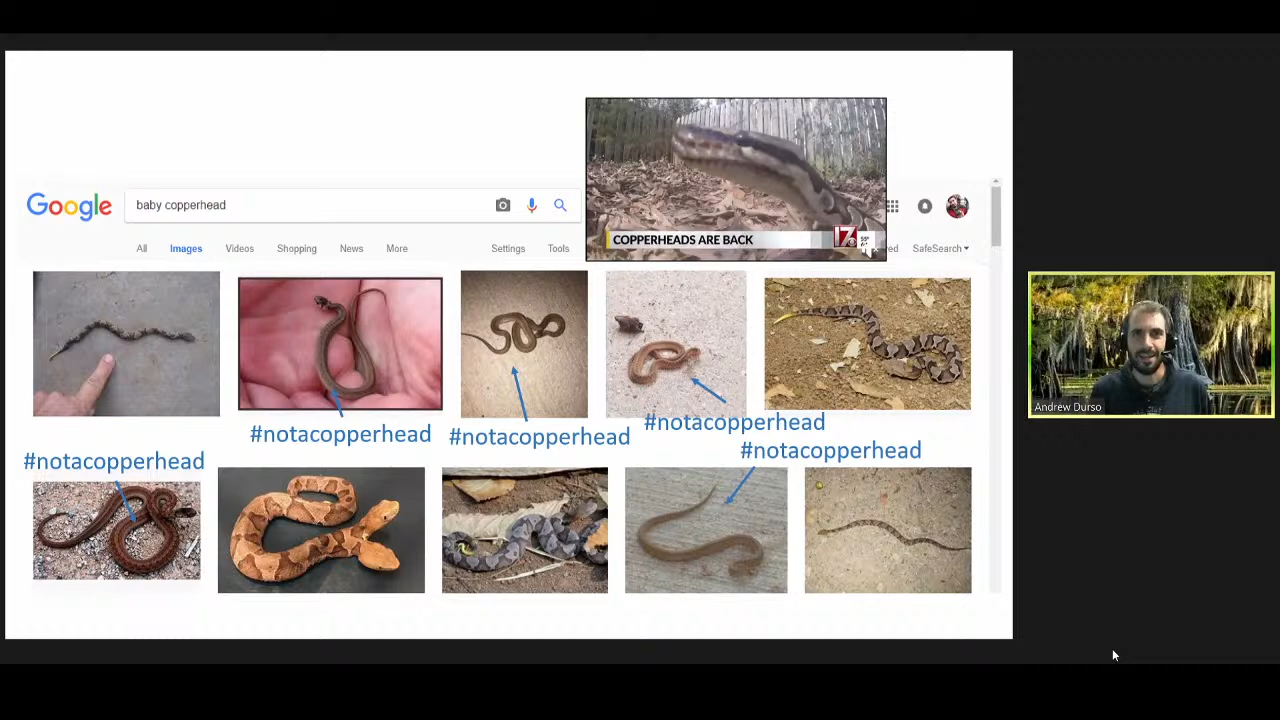 COPPERHEADS ARE BACK
17
Google
baby copperhead
All
Images
Videos
Shopping
News
More
Settings
Tools
SafeSearch
Andrew Durso
#notacopperhead
#notacopperhead
#notacopperhead
#notacopperhead
#notacopperhead